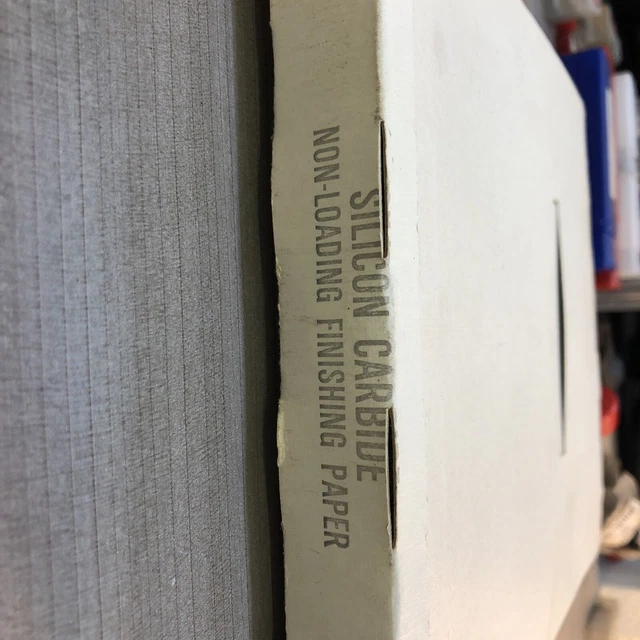 SILICON CARBIDE
NON-LOADING FINISHING PAPER